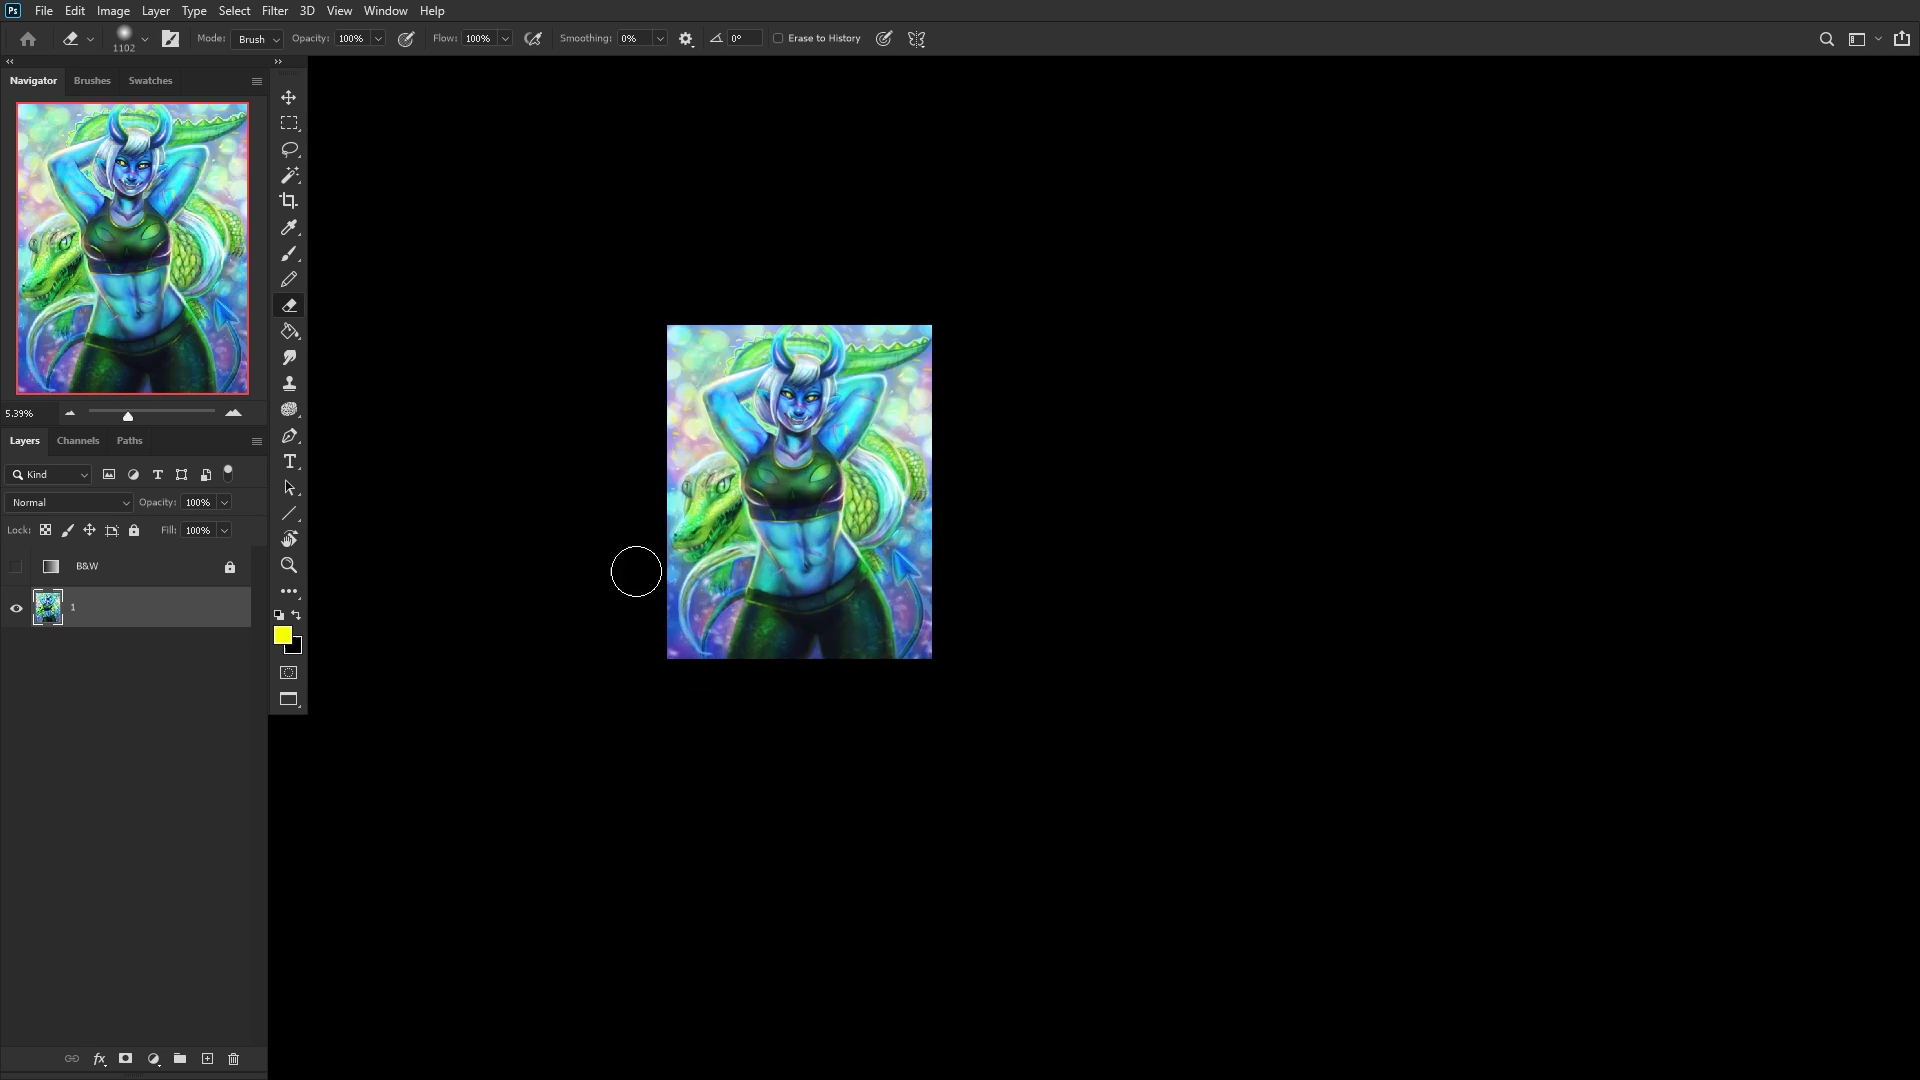 Ps File Edit Image Layer Type Select Filter 3D View Window Help
1102 Mode: Brush Opacity: 100% Flow: 100% Smoothing: 0% 0° Erase to History
Navigator Brushes Swatches
5.39%
Layers Channels Paths
Kind T
Normal Opacity: 100%
Lock: Fill: 100%
B&W
1
fx
T